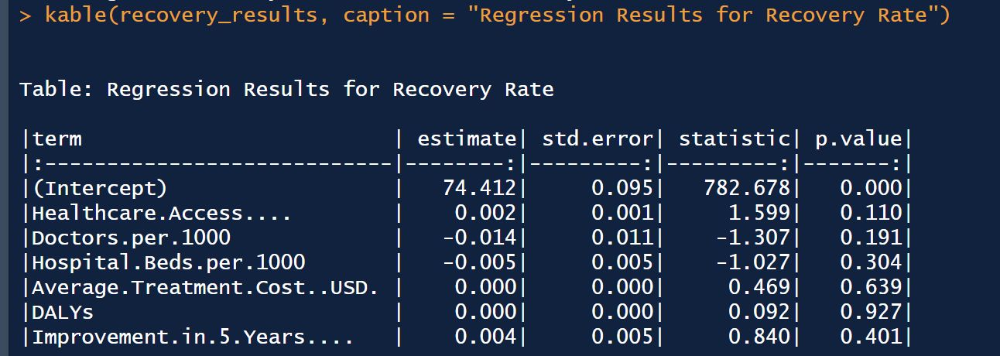 > kable(recovery_results, caption = "Regression Results for Recovery Rate")
Table: Regression Results for Recovery Rate
|term                        | estimate| std.error| statistic| p.value|
|:---------------------------|--------:|---------:|---------:|-------:|
|(Intercept)                 |   74.412|     0.095|   782.678|   0.000|
|Healthcare.Access....       |    0.002|     0.001|     1.599|   0.110|
|Doctors.per.1000            |   -0.014|     0.011|    -1.307|   0.191|
|Hospital.Beds.per.1000      |   -0.005|     0.005|    -1.027|   0.304|
|Average.Treatment.Cost..USD. |    0.000|     0.000|     0.469|   0.639|
|DALYs                       |    0.000|     0.000|     0.092|   0.927|
|Improvement.in.5.Years....  |    0.004|     0.005|     0.840|   0.401|